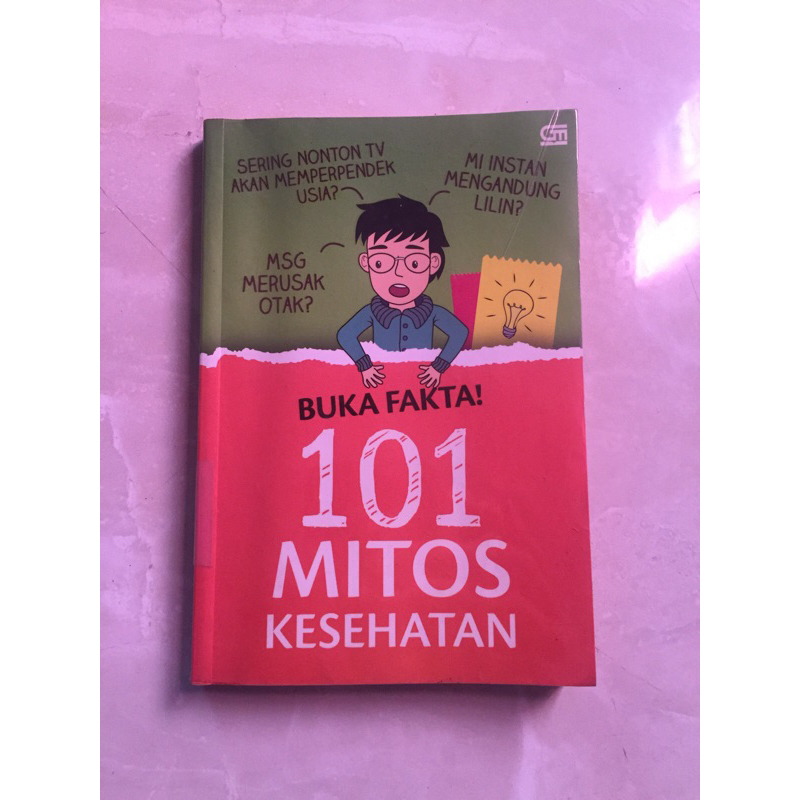 SERING NONTON TV
AKAN MEMPERPENDEK
USIA?
MI INSTAN
MENGANDUNG
LILIN?
MSG
MERUSAK
OTAK?
BUKA FAKTA!
101
MITOS
KESEHATAN